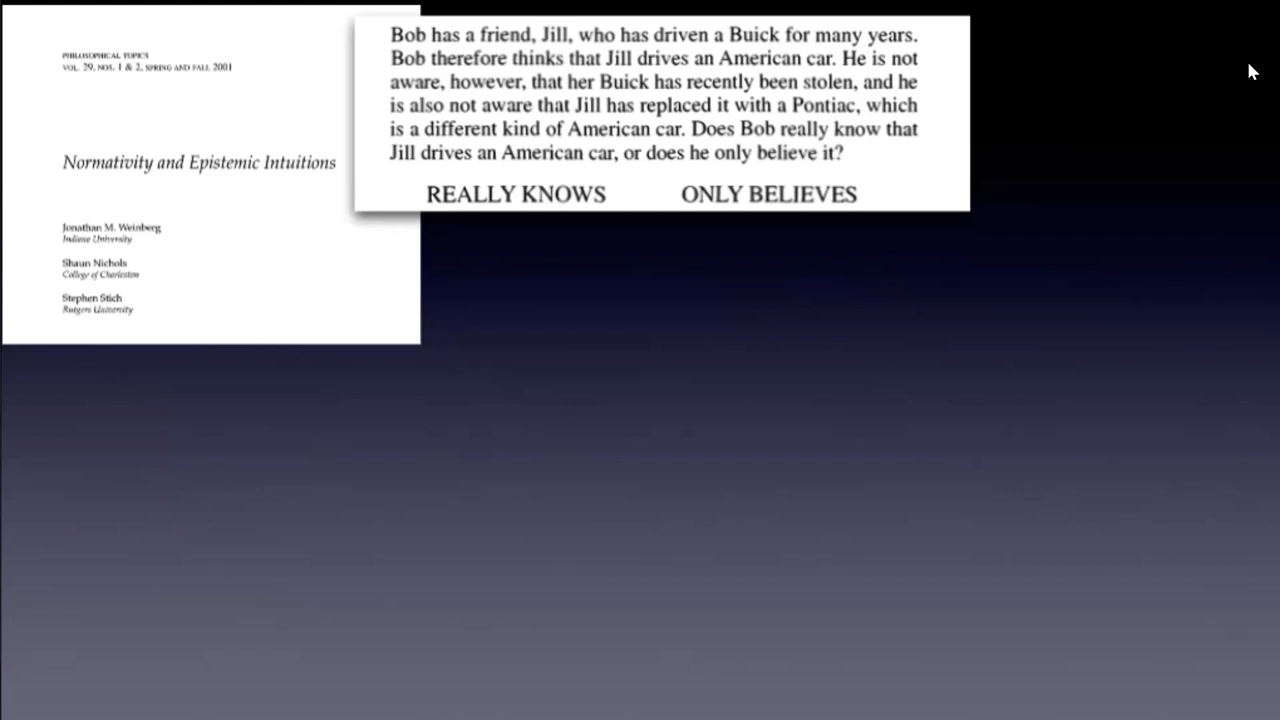 PHILOSOPHICAL TOPICS
VOL. 29, NOS. 1 & 2, SPRING AND FALL 2001
Normativity and Epistemic Intuitions
Jonathan M. Weinberg
Indiana University
Shaun Nichols
College of Charleston
Stephen Stich
Rutgers University
Bob has a friend, Jill, who has driven a Buick for many years.
Bob therefore thinks that Jill drives an American car. He is not
aware, however, that her Buick has recently been stolen, and he
is also not aware that Jill has replaced it with a Pontiac, which
is a different kind of American car. Does Bob really know that
Jill drives an American car, or does he only believe it?
REALLY KNOWS ONLY BELIEVES